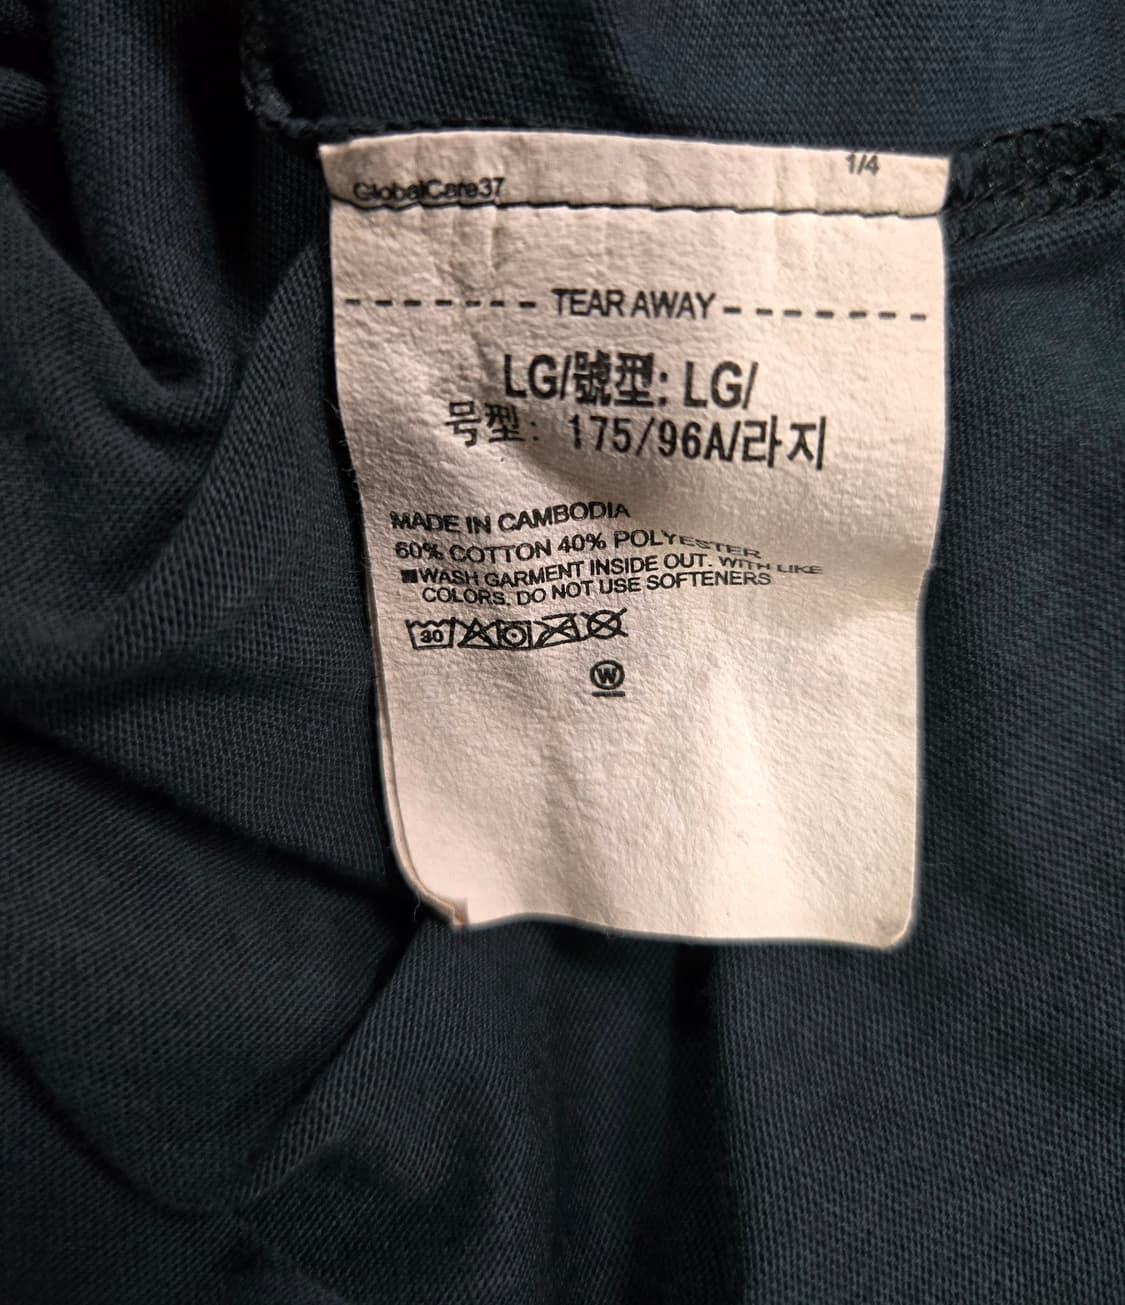 1/4
GlobalCare37
- - - - - - - TEAR AWAY - - - - - - -
LG/號型: LG/
号型: 175/96A/라지
MADE IN CAMBODIA
60% COTTON 40% POLYESTER
■WASH GARMENT INSIDE OUT. WITH LIKE
COLORS. DO NOT USE SOFTENERS
30
W